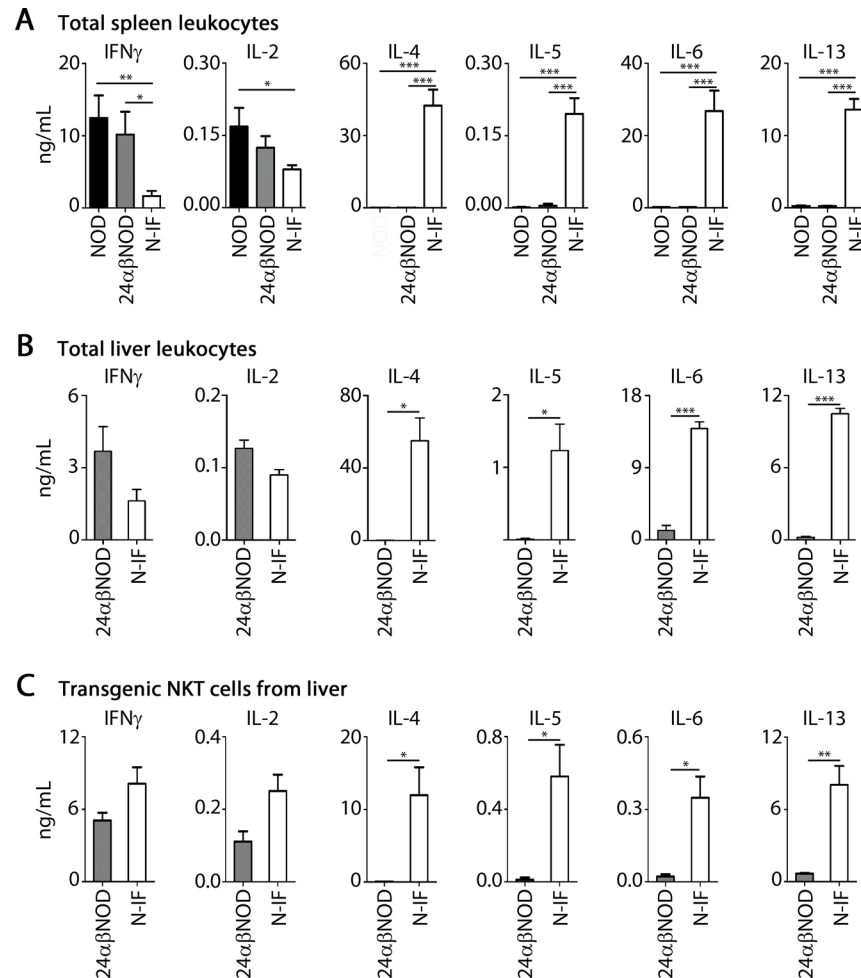 A Total spleen leukocytes
IFNγ IL-2 IL-4 IL-5 IL-6 IL-13
** * * *** *** *** *** *** *** *** ***
ng/mL
20 10 0
0.30 0.15 0.00
60 30 0
0.30 0.15 0.00
40 20 0
20 10 0
NOD 24αβNOD N-IF NOD 24αβNOD N-IF NOD 24αβNOD N-IF NOD 24αβNOD N-IF NOD 24αβNOD N-IF NOD 24αβNOD N-IF
B Total liver leukocytes
IFNγ IL-2 IL-4 IL-5 IL-6 IL-13
* * *** ***
ng/mL
6 3 0
0.2 0.1 0.0
80 40 0
2 1 0
18 9 0
12 6 0
24αβNOD N-IF 24αβNOD N-IF 24αβNOD N-IF 24αβNOD N-IF 24αβNOD N-IF 24αβNOD N-IF
C Transgenic NKT cells from liver
IFNγ IL-2 IL-4 IL-5 IL-6 IL-13
* * * **
ng/mL
12 6 0
0.4 0.2 0.0
20 10 0
0.8 0.4 0.0
0.6 0.3 0.0
12 6 0
24αβNOD N-IF 24αβNOD N-IF 24αβNOD N-IF 24αβNOD N-IF 24αβNOD N-IF 24αβNOD N-IF